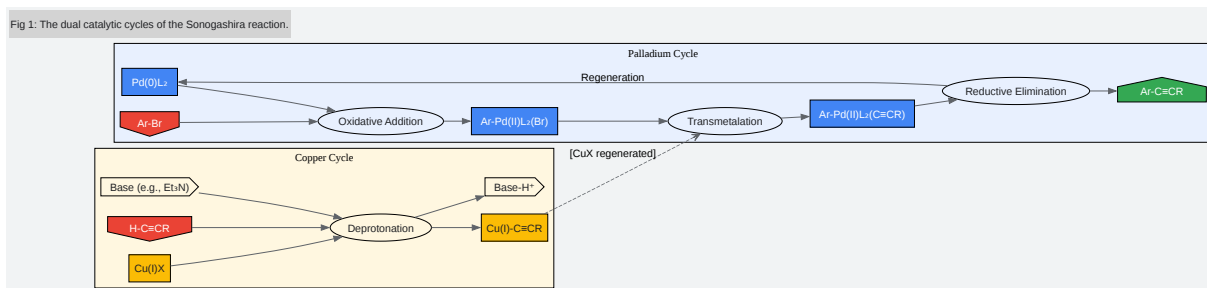 Fig 1: The dual catalytic cycles of the Sonogashira reaction.
Palladium Cycle
Pd(0)L₂
Regeneration
Reductive Elimination
Ar-C≡CR
Ar-Br
Oxidative Addition
Ar-Pd(II)L₂(Br)
Transmetalation
Ar-Pd(II)L₂(C≡CR)
Copper Cycle
[CuX regenerated]
Base (e.g., Et₃N)
Base-H⁺
H-C≡CR
Deprotonation
Cu(I)-C≡CR
Cu(I)X